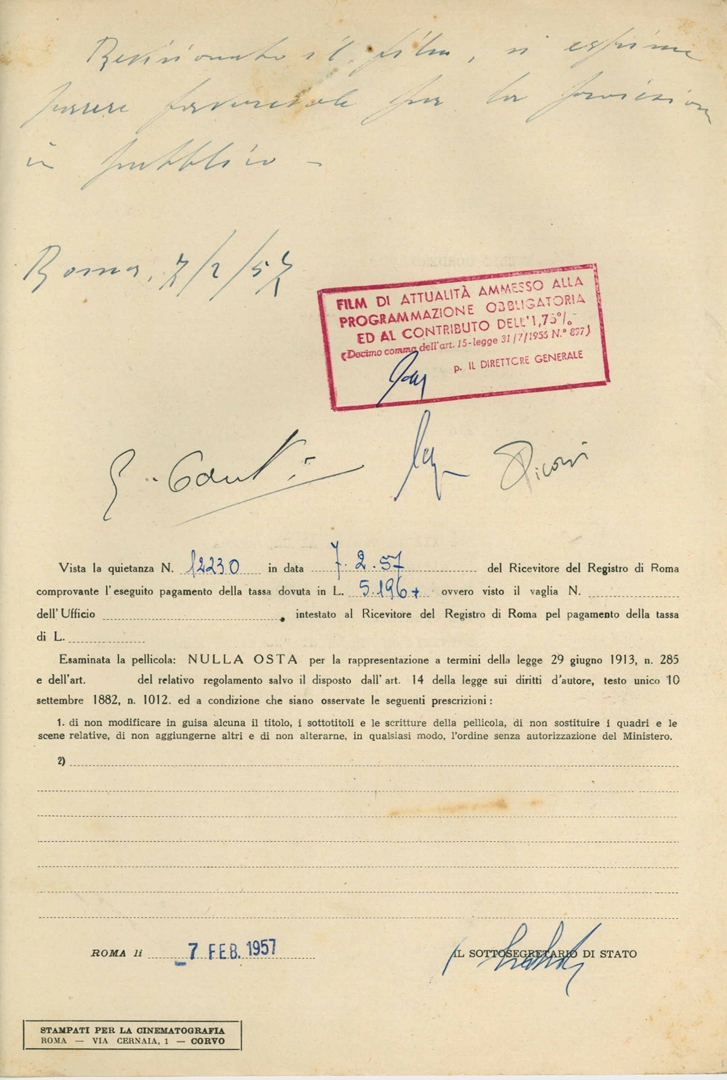 Revisionato il film, si esprime
parere favorevole per la proiezione
in pubblico -
Roma, 7/2/57
FILM DI ATTUALITÀ AMMESSO ALLA
PROGRAMMAZIONE OBBLIGATORIA
ED AL CONTRIBUTO DELL'1,75%
(Decimo comma dell'art. 15-legge 31/7/1956 N.° 897)
p. IL DIRETTORE GENERALE
Vista la quietanza N. 12230 in data 7.2.57 del Ricevitore del Registro di Roma
comprovante l'eseguito pagamento della tassa dovuta in L. 5.196 ovvero visto il vaglia N.
dell'Ufficio , intestato al Ricevitore del Registro di Roma pel pagamento della tassa
di L.
Esaminata la pellicola: NULLA OSTA per la rappresentazione a termini della legge 29 giugno 1913, n. 285
e dell'art. del relativo regolamento salvo il disposto dall'art. 14 della legge sui diritti d'autore, testo unico 10
settembre 1882, n. 1012. ed a condizione che siano osservate le seguenti prescrizioni :
1. di non modificare in guisa alcuna il titolo, i sottotitoli e le scritture della pellicola, di non sostituire i quadri e le
scene relative, di non aggiungerne altri e di non alterarne, in qualsiasi modo, l'ordine senza autorizzazione del Ministero.
2)
ROMA li 7 FEB. 1957 IL SOTTOSEGRETARIO DI STATO
STAMPATI PER LA CINEMATOGRAFIA
ROMA — VIA CERNAIA, 1 — CORVO